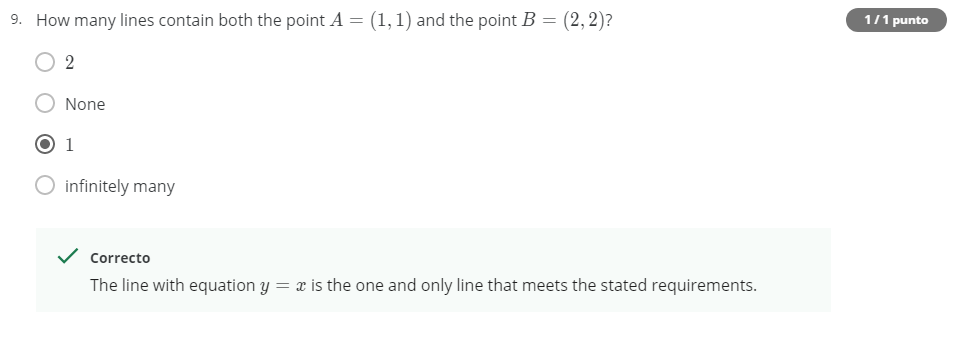 9. How many lines contain both the point A = (1, 1) and the point B = (2, 2)?
1 / 1 punto
2
None
1
infinitely many
Correcto
The line with equation y = x is the one and only line that meets the stated requirements.